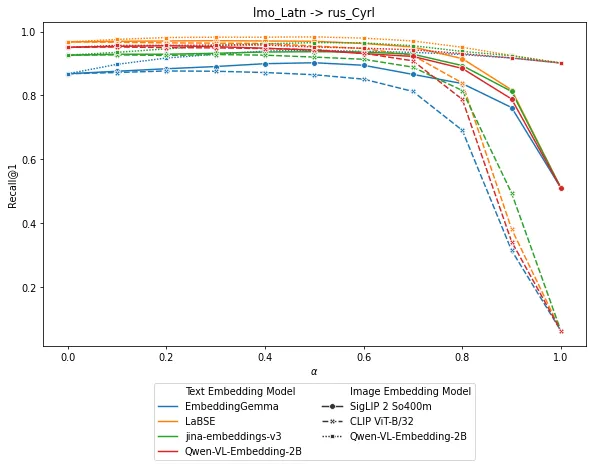 lmo_Latn -> rus_Cyrl
1.0
0.8
0.6
0.4
0.2
Recall@1
0.0 0.2 0.4 0.6 0.8 1.0
α
Text Embedding Model Image Embedding Model
EmbeddingGemma SigLIP 2 So400m
LaBSE CLIP ViT-B/32
jina-embeddings-v3 Qwen-VL-Embedding-2B
Qwen-VL-Embedding-2B